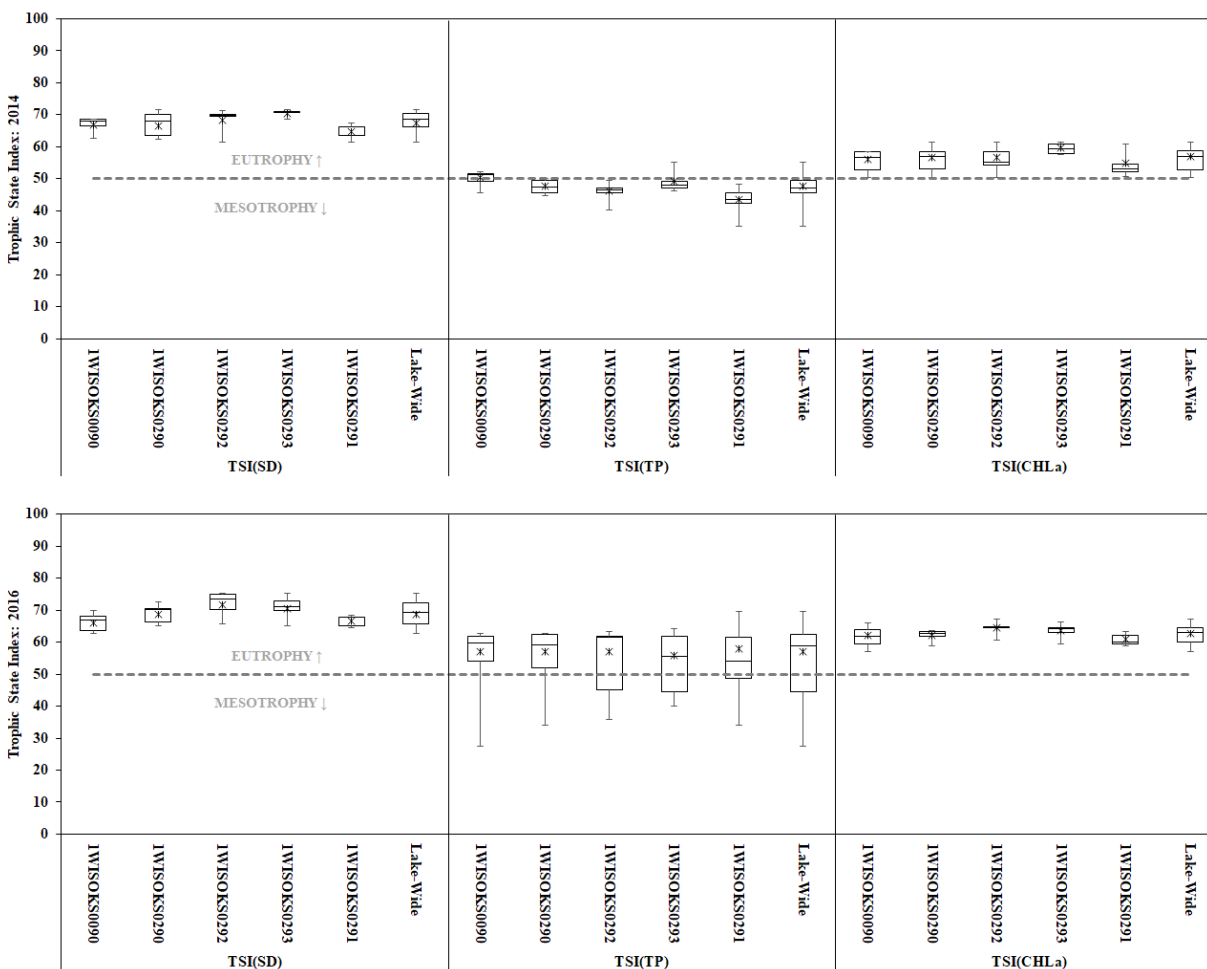 Trophic State Index: 2014
100
90
80
70
60
50
40
30
20
10
0
EUTROPHY ↑
MESOTROPHY ↓
1WISOKS0090
1WISOKS0290
1WISOKS0292
1WISOKS0293
1WISOKS0291
Lake-Wide
1WISOKS0090
1WISOKS0290
1WISOKS0292
1WISOKS0293
1WISOKS0291
Lake-Wide
1WISOKS0090
1WISOKS0290
1WISOKS0292
1WISOKS0293
1WISOKS0291
Lake-Wide
TSI(SD)
TSI(TP)
TSI(CHLa)
Trophic State Index: 2016
100
90
80
70
60
50
40
30
20
10
0
EUTROPHY ↑
MESOTROPHY ↓
1WISOKS0090
1WISOKS0290
1WISOKS0292
1WISOKS0293
1WISOKS0291
Lake-Wide
1WISOKS0090
1WISOKS0290
1WISOKS0292
1WISOKS0293
1WISOKS0291
Lake-Wide
1WISOKS0090
1WISOKS0290
1WISOKS0292
1WISOKS0293
1WISOKS0291
Lake-Wide
TSI(SD)
TSI(TP)
TSI(CHLa)